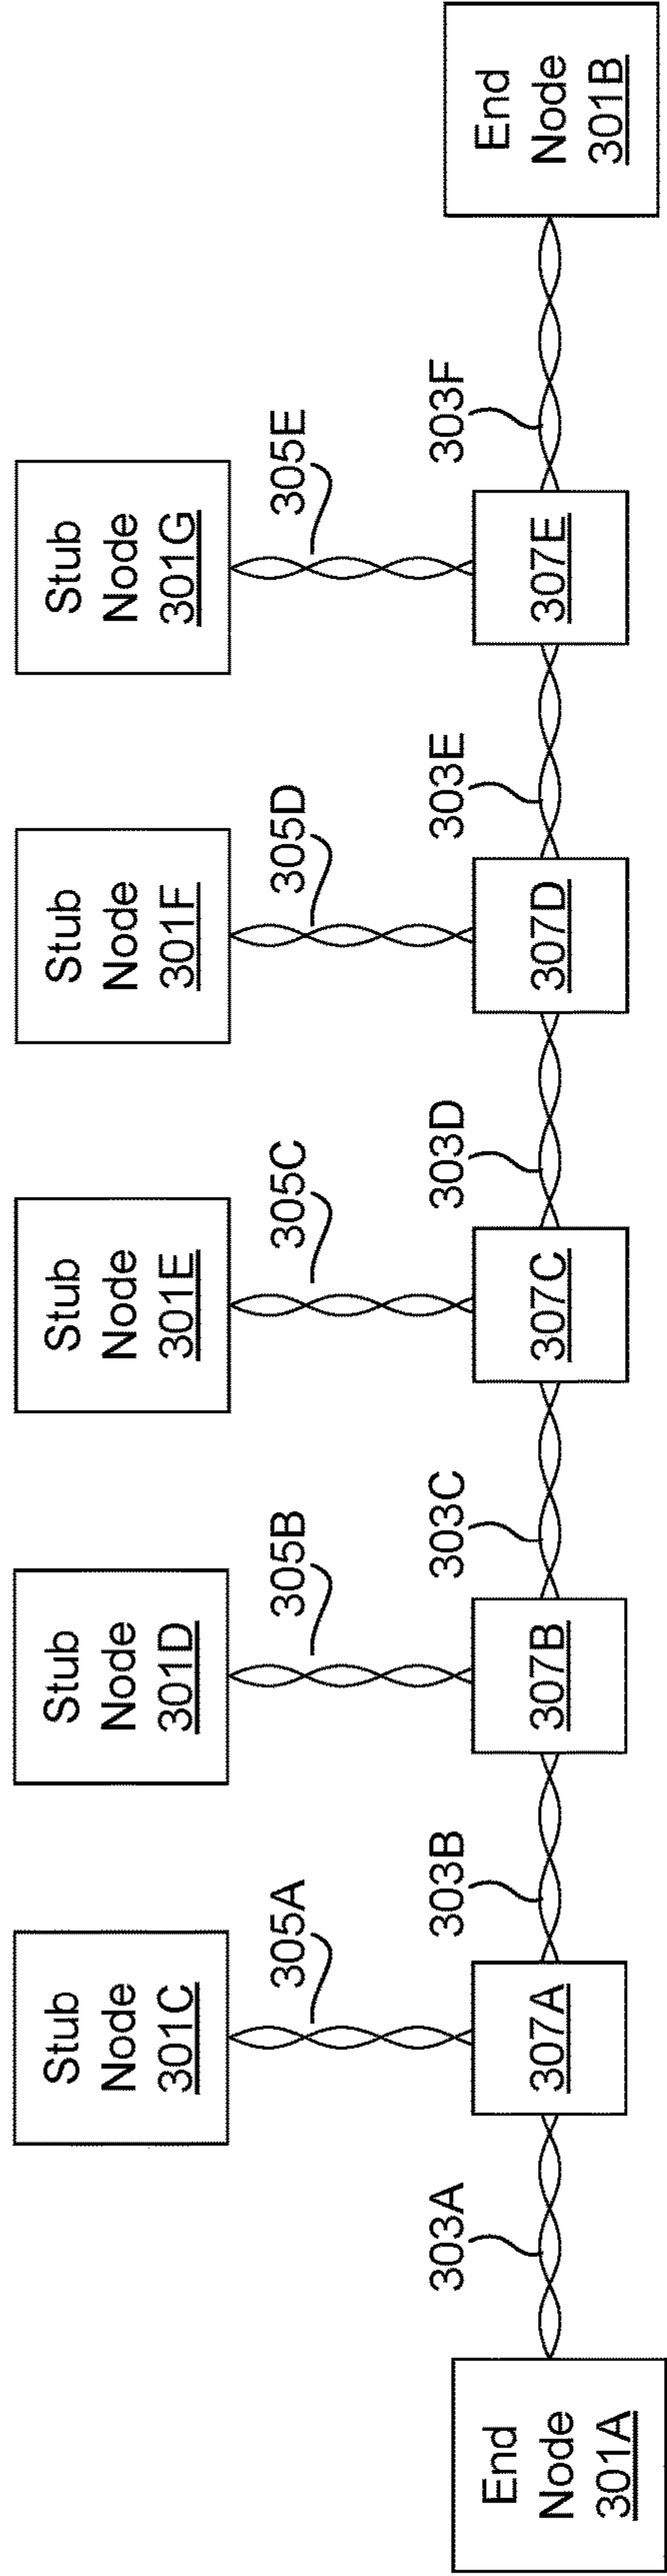 Stub
Node
301C
Stub
Node
301D
Stub
Node
301E
Stub
Node
301F
Stub
Node
301G
305A
305B
305C
305D
305E
303A
303B
303C
303D
303E
303F
End
Node
301A
307A
307B
307C
307D
307E
End
Node
301B